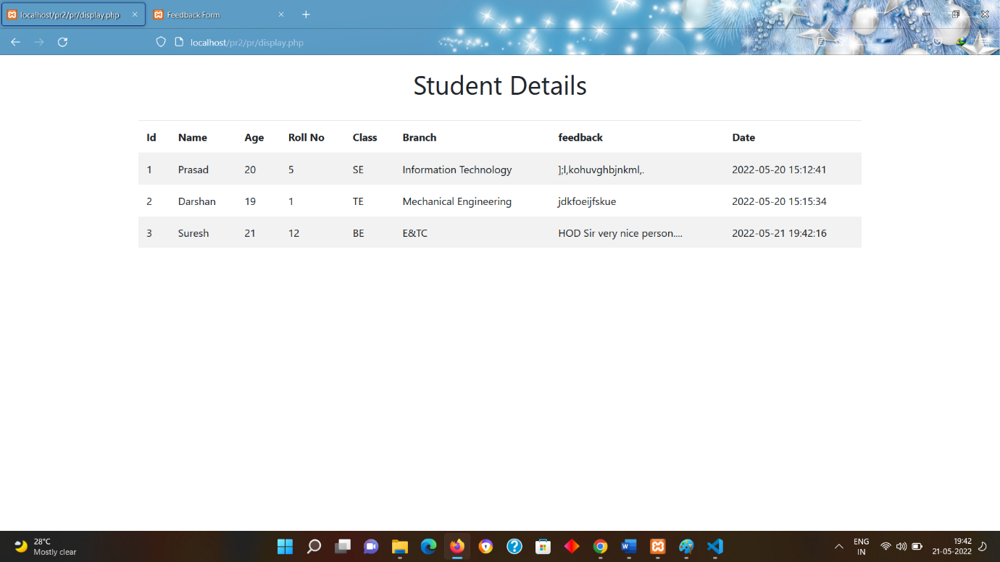 localhost/pr2/pr/display.php
Feedback Form
localhost/pr2/pr/display.php
Student Details
Id Name Age Roll No Class Branch feedback Date
1 Prasad 20 5 SE Information Technology ];l,kohuvghbjnkml,. 2022-05-20 15:12:41
2 Darshan 19 1 TE Mechanical Engineering jdkfoeijfskue 2022-05-20 15:15:34
3 Suresh 21 12 BE E&TC HOD Sir very nice person.... 2022-05-21 19:42:16
28°C
Mostly clear
ENG
IN
19:42
21-05-2022